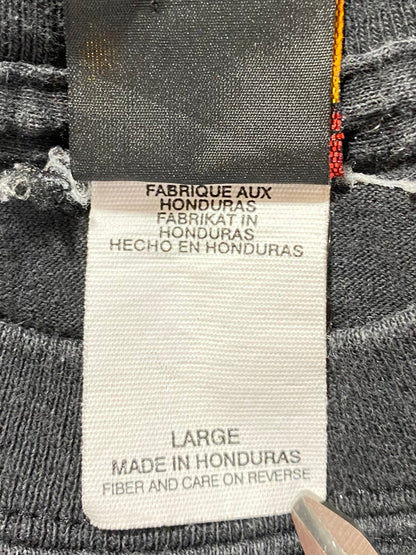 FABRIQUE AUX
HONDURAS
FABRIKAT IN
HONDURAS
HECHO EN HONDURAS
LARGE
MADE IN HONDURAS
FIBER AND CARE ON REVERSE